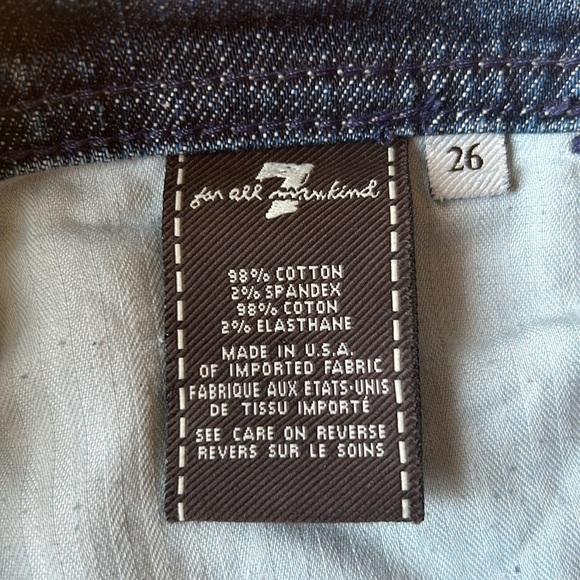 7
for all mankind
26
98% COTTON
2% SPANDEX
98% COTON
2% ELASTHANE
MADE IN U.S.A.
OF IMPORTED FABRIC
FABRIQUE AUX ETATS-UNIS
DE TISSU IMPORTÉ
SEE CARE ON REVERSE
REVERS SUR LE SOINS